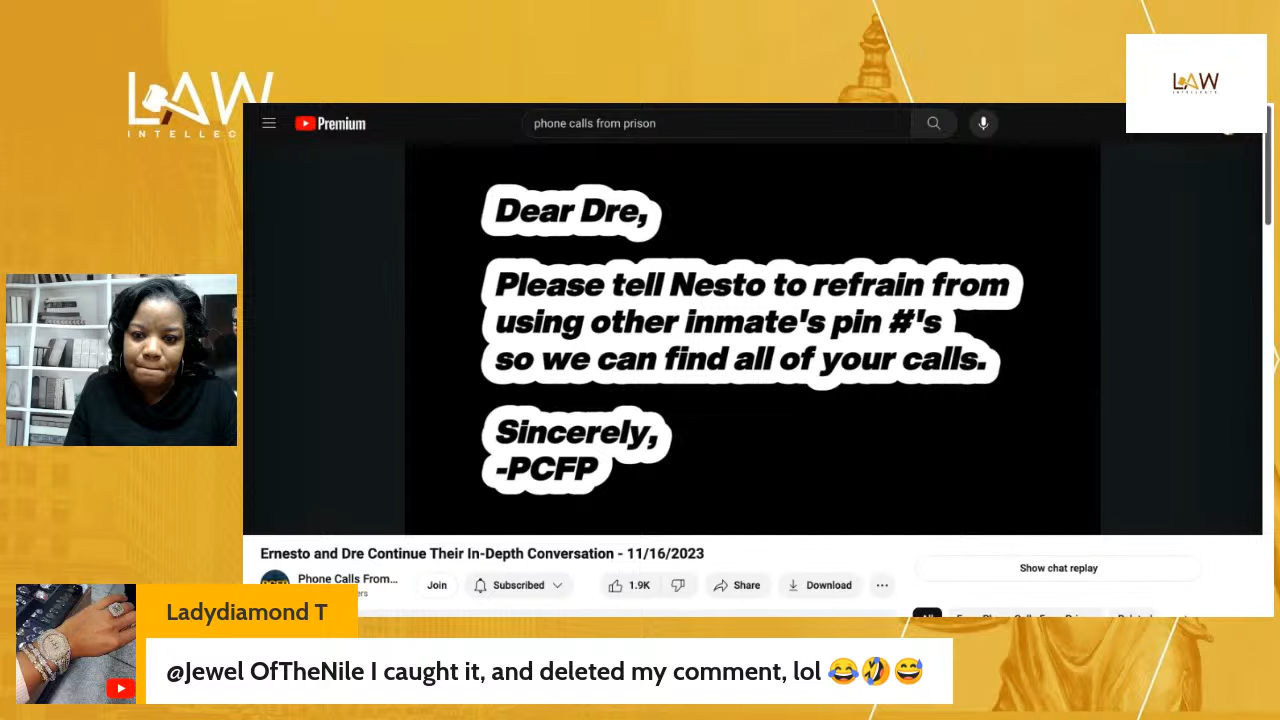 LAW
INTELLEC
LAW
INTELLECTS
Premium
phone calls from prison
Dear Dre,
Please tell Nesto to refrain from
using other inmate's pin #'s
so we can find all of your calls.
Sincerely,
-PCFP
Ernesto and Dre Continue Their In-Depth Conversation - 11/16/2023
Phone Calls From...
Join
Subscribed
1.9K
Share
Download
Show chat replay
Ladydiamond T
@Jewel OfTheNile I caught it, and deleted my comment, lol 😂🤣😅